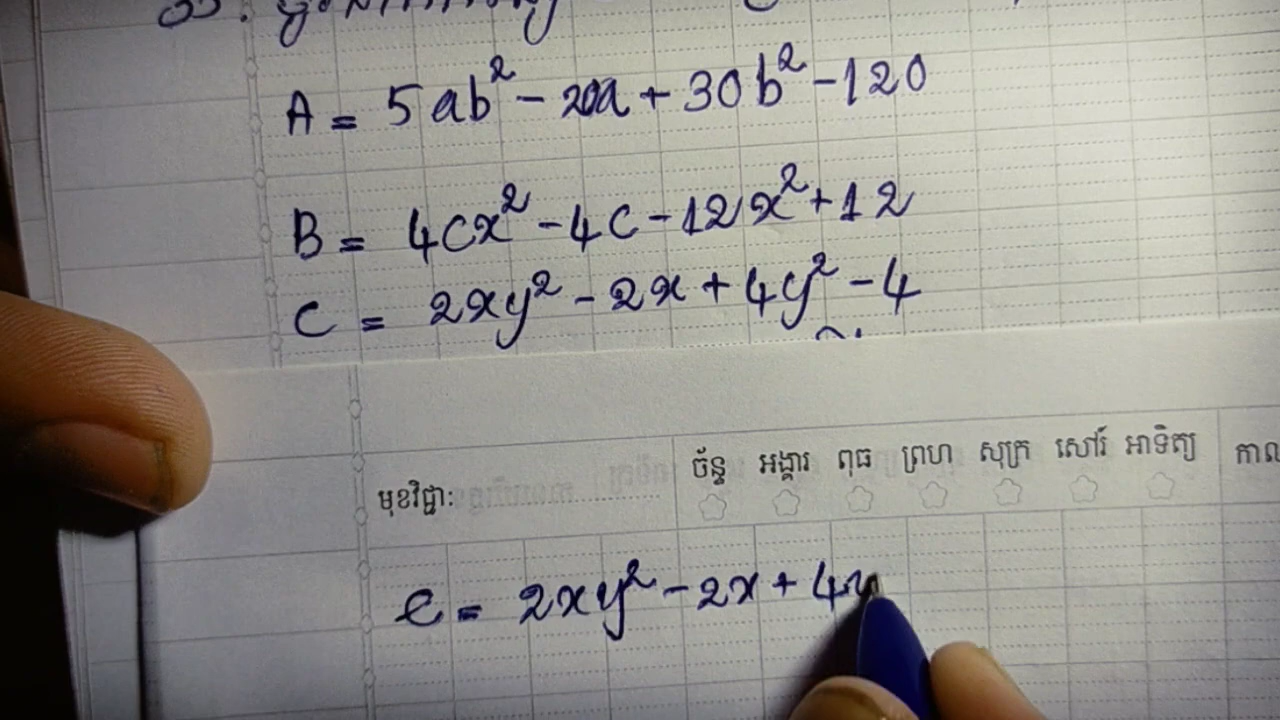 A = 5ab² - 20a + 30b² - 120
B = 4cx² - 4c - 12x² + 12
C = 2xy² - 2x + 4y² - 4
មុខវិជ្ជាៈ ច័ន្ទ អង្គារ ពុធ ព្រហ សុក្រ សៅរ៍ អាទិត្យ កាល
C = 2xy² - 2x + 4y